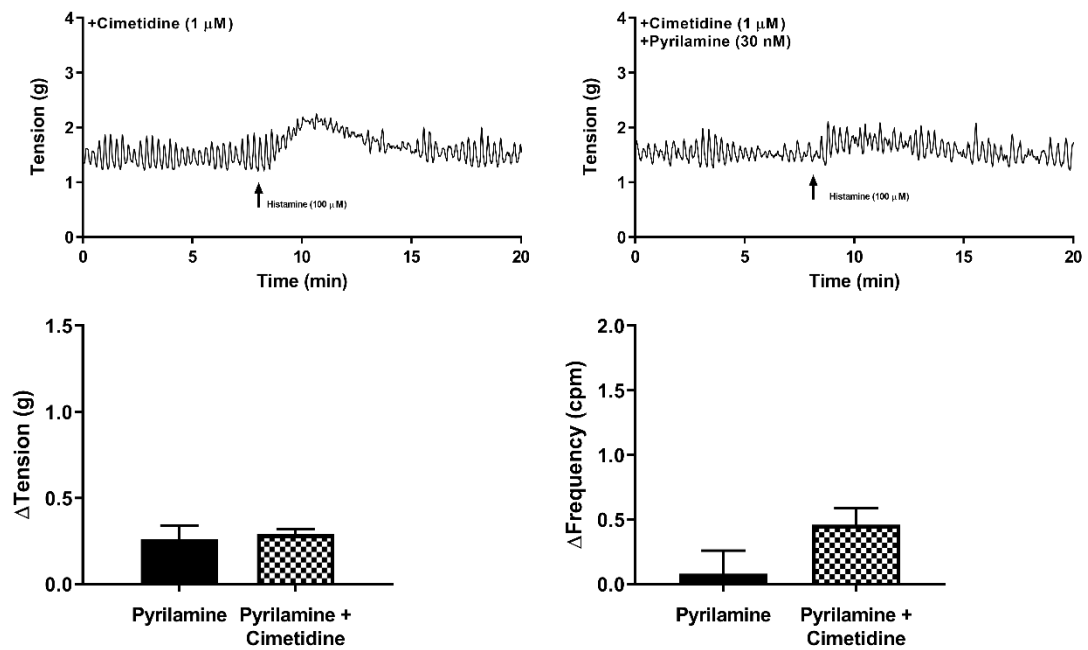 +Cimetidine (1 μM)
Tension (g)
4
3
2
1
0
Histamine (100 μM)
0 5 10 15 20
Time (min)
+Cimetidine (1 μM)
+Pyrilamine (30 nM)
Tension (g)
4
3
2
1
0
Histamine (100 μM)
0 5 10 15 20
Time (min)
ΔTension (g)
1.5
1.0
0.5
0.0
Pyrilamine
Pyrilamine +
Cimetidine
ΔFrequency (cpm)
2.0
1.5
1.0
0.5
0.0
Pyrilamine
Pyrilamine +
Cimetidine